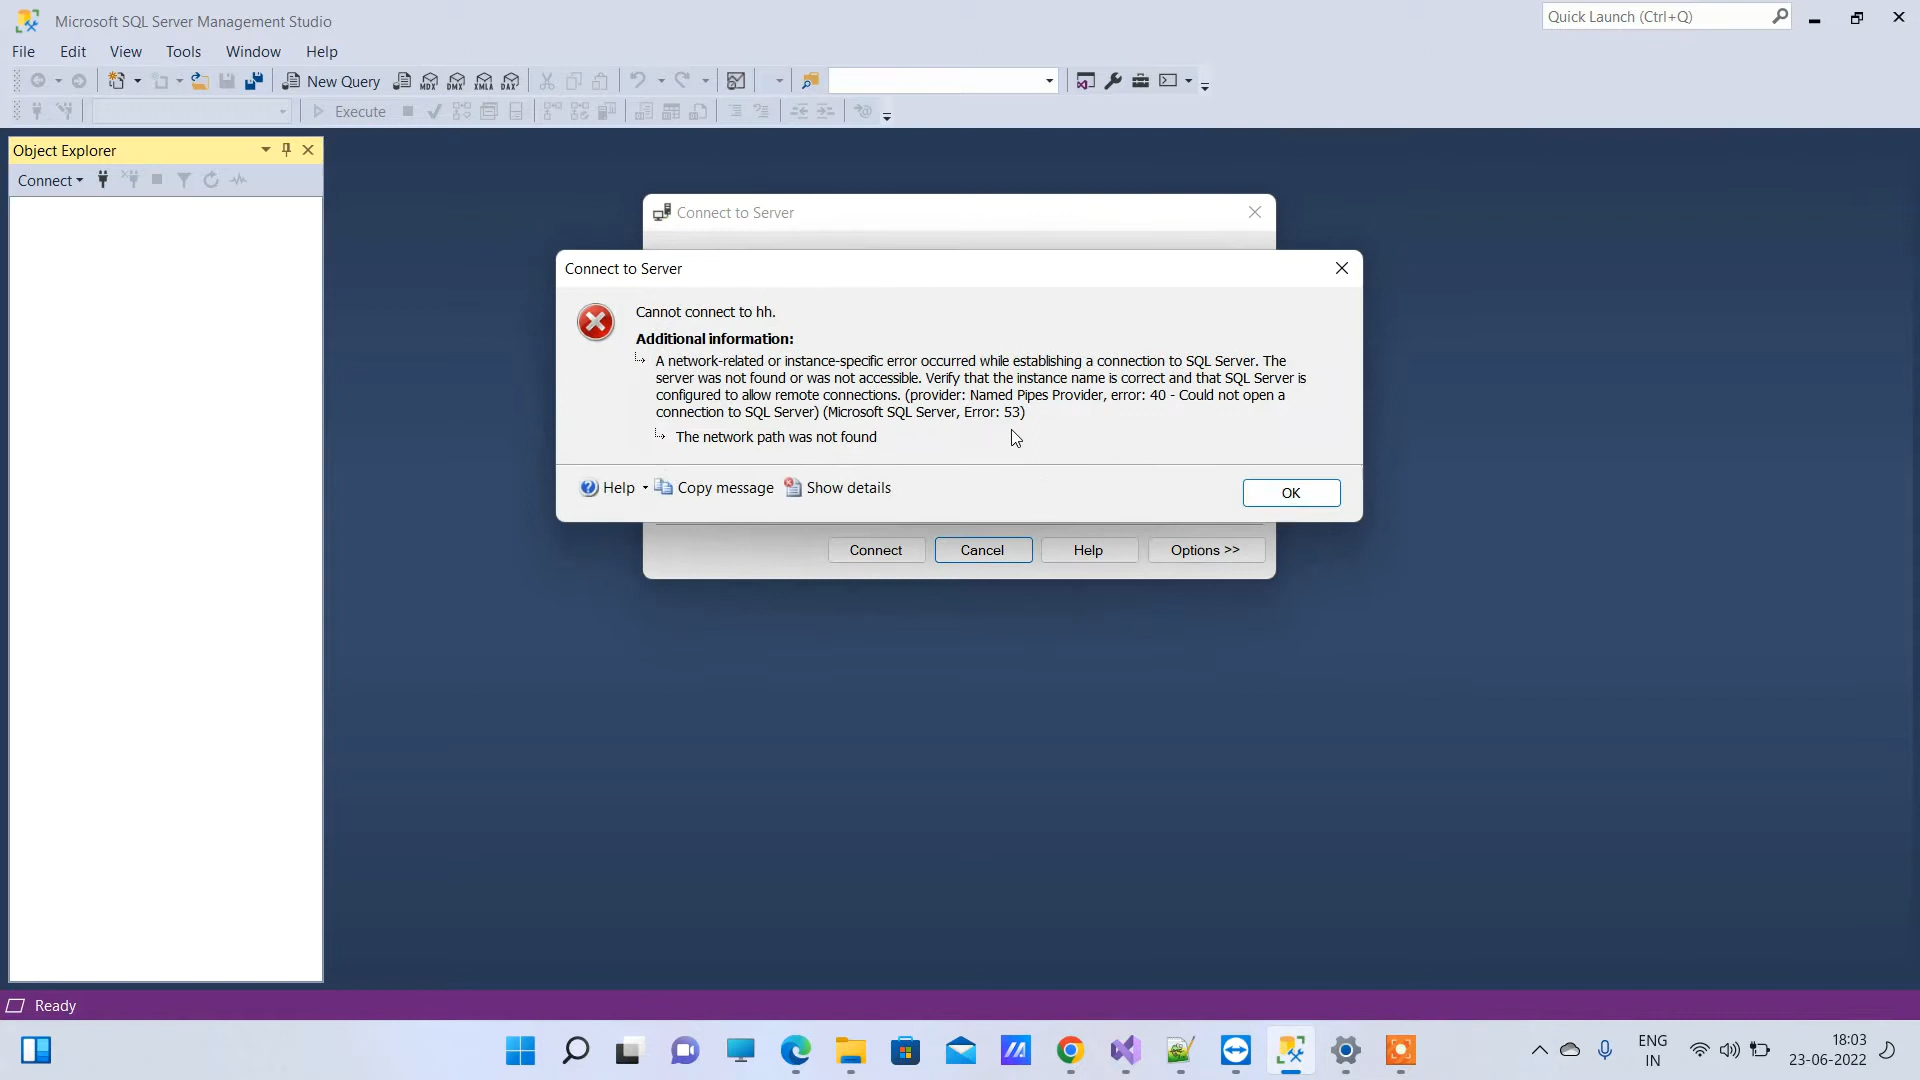 Microsoft SQL Server Management Studio
Quick Launch (Ctrl+Q)
File Edit View Tools Window Help
New Query MDX DMX XMLA DAX
Execute
Object Explorer
Connect
Connect to Server
Connect to Server
Cannot connect to hh.
Additional information:
A network-related or instance-specific error occurred while establishing a connection to SQL Server. The
server was not found or was not accessible. Verify that the instance name is correct and that SQL Server is
configured to allow remote connections. (provider: Named Pipes Provider, error: 40 - Could not open a
connection to SQL Server) (Microsoft SQL Server, Error: 53)
The network path was not found
Help Copy message Show details OK
Connect Cancel Help Options >>
Ready
ENG
IN
18:03
23-06-2022